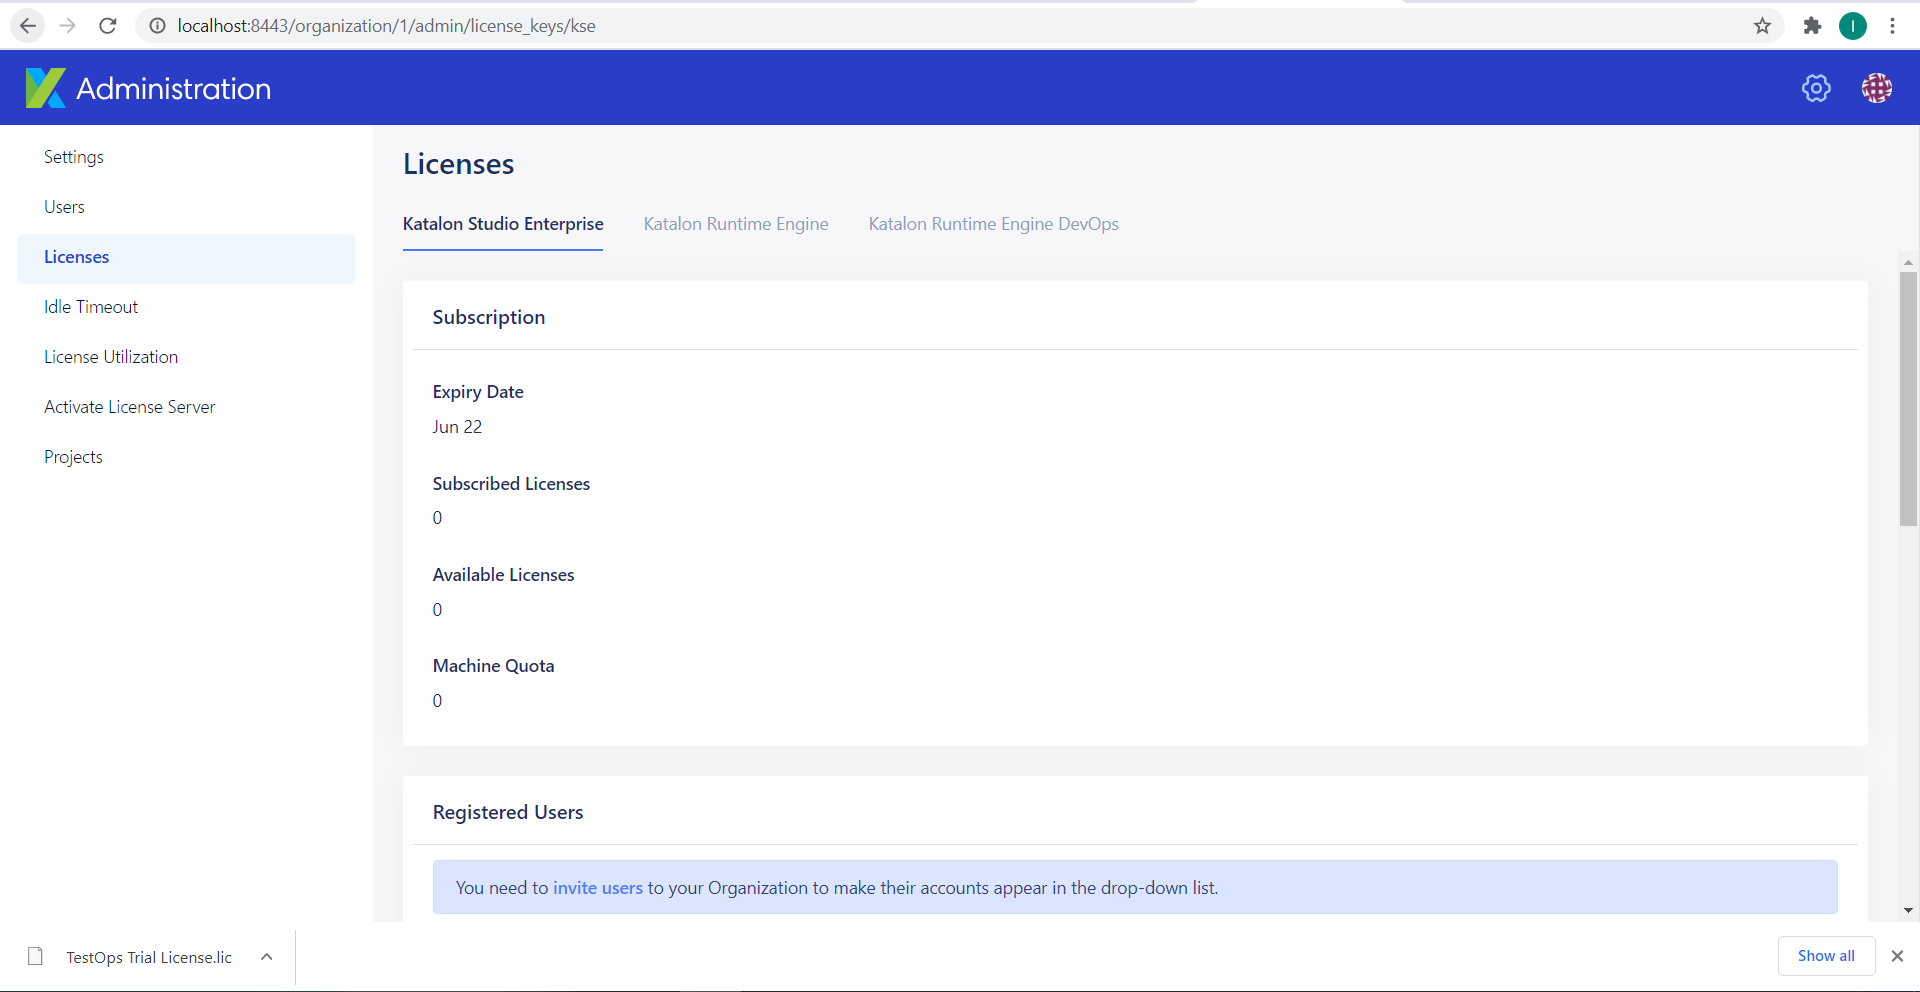 localhost:8443/organization/1/admin/license_keys/kse
I
Administration
Settings
Users
Licenses
Idle Timeout
License Utilization
Activate License Server
Projects
Licenses
Katalon Studio Enterprise Katalon Runtime Engine Katalon Runtime Engine DevOps
Subscription
Expiry Date
Jun 22
Subscribed Licenses
0
Available Licenses
0
Machine Quota
0
Registered Users
You need to invite users to your Organization to make their accounts appear in the drop-down list.
TestOps Trial License.lic
Show all